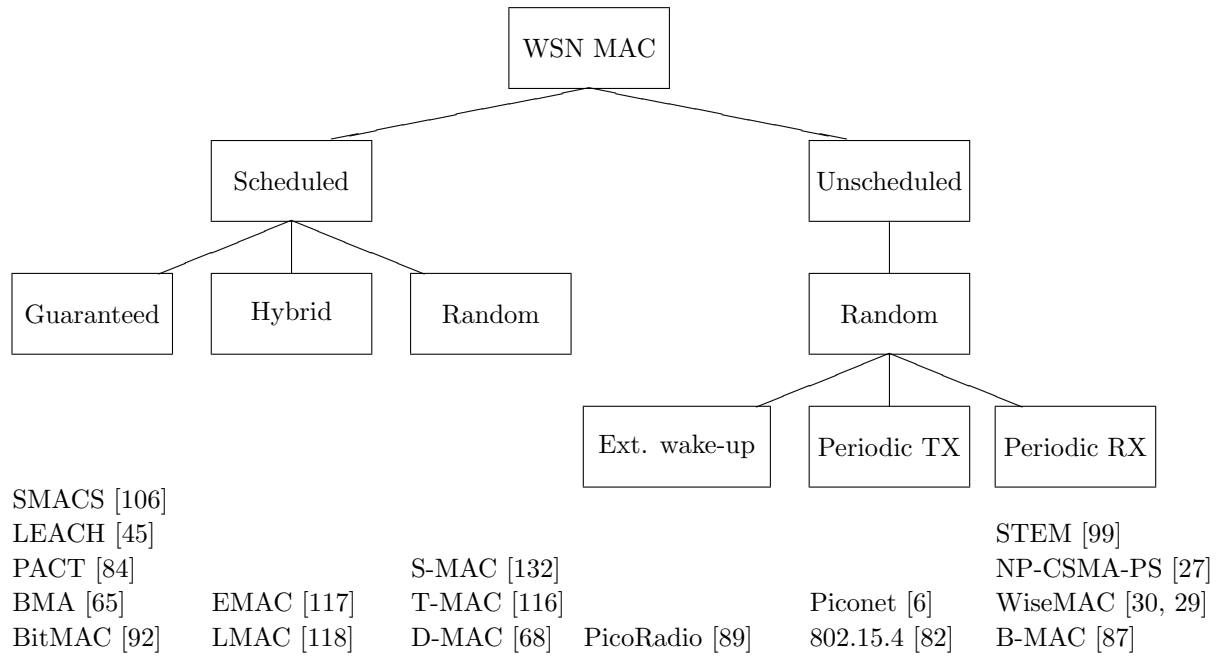 WSN MAC
Scheduled Unscheduled
Guaranteed Hybrid Random Random
Ext. wake-up Periodic TX Periodic RX
SMACS [106]
LEACH [45] STEM [99]
PACT [84] S-MAC [132] NP-CSMA-PS [27]
BMA [65] EMAC [117] T-MAC [116] Piconet [6] WiseMAC [30, 29]
BitMAC [92] LMAC [118] D-MAC [68] PicoRadio [89] 802.15.4 [82] B-MAC [87]